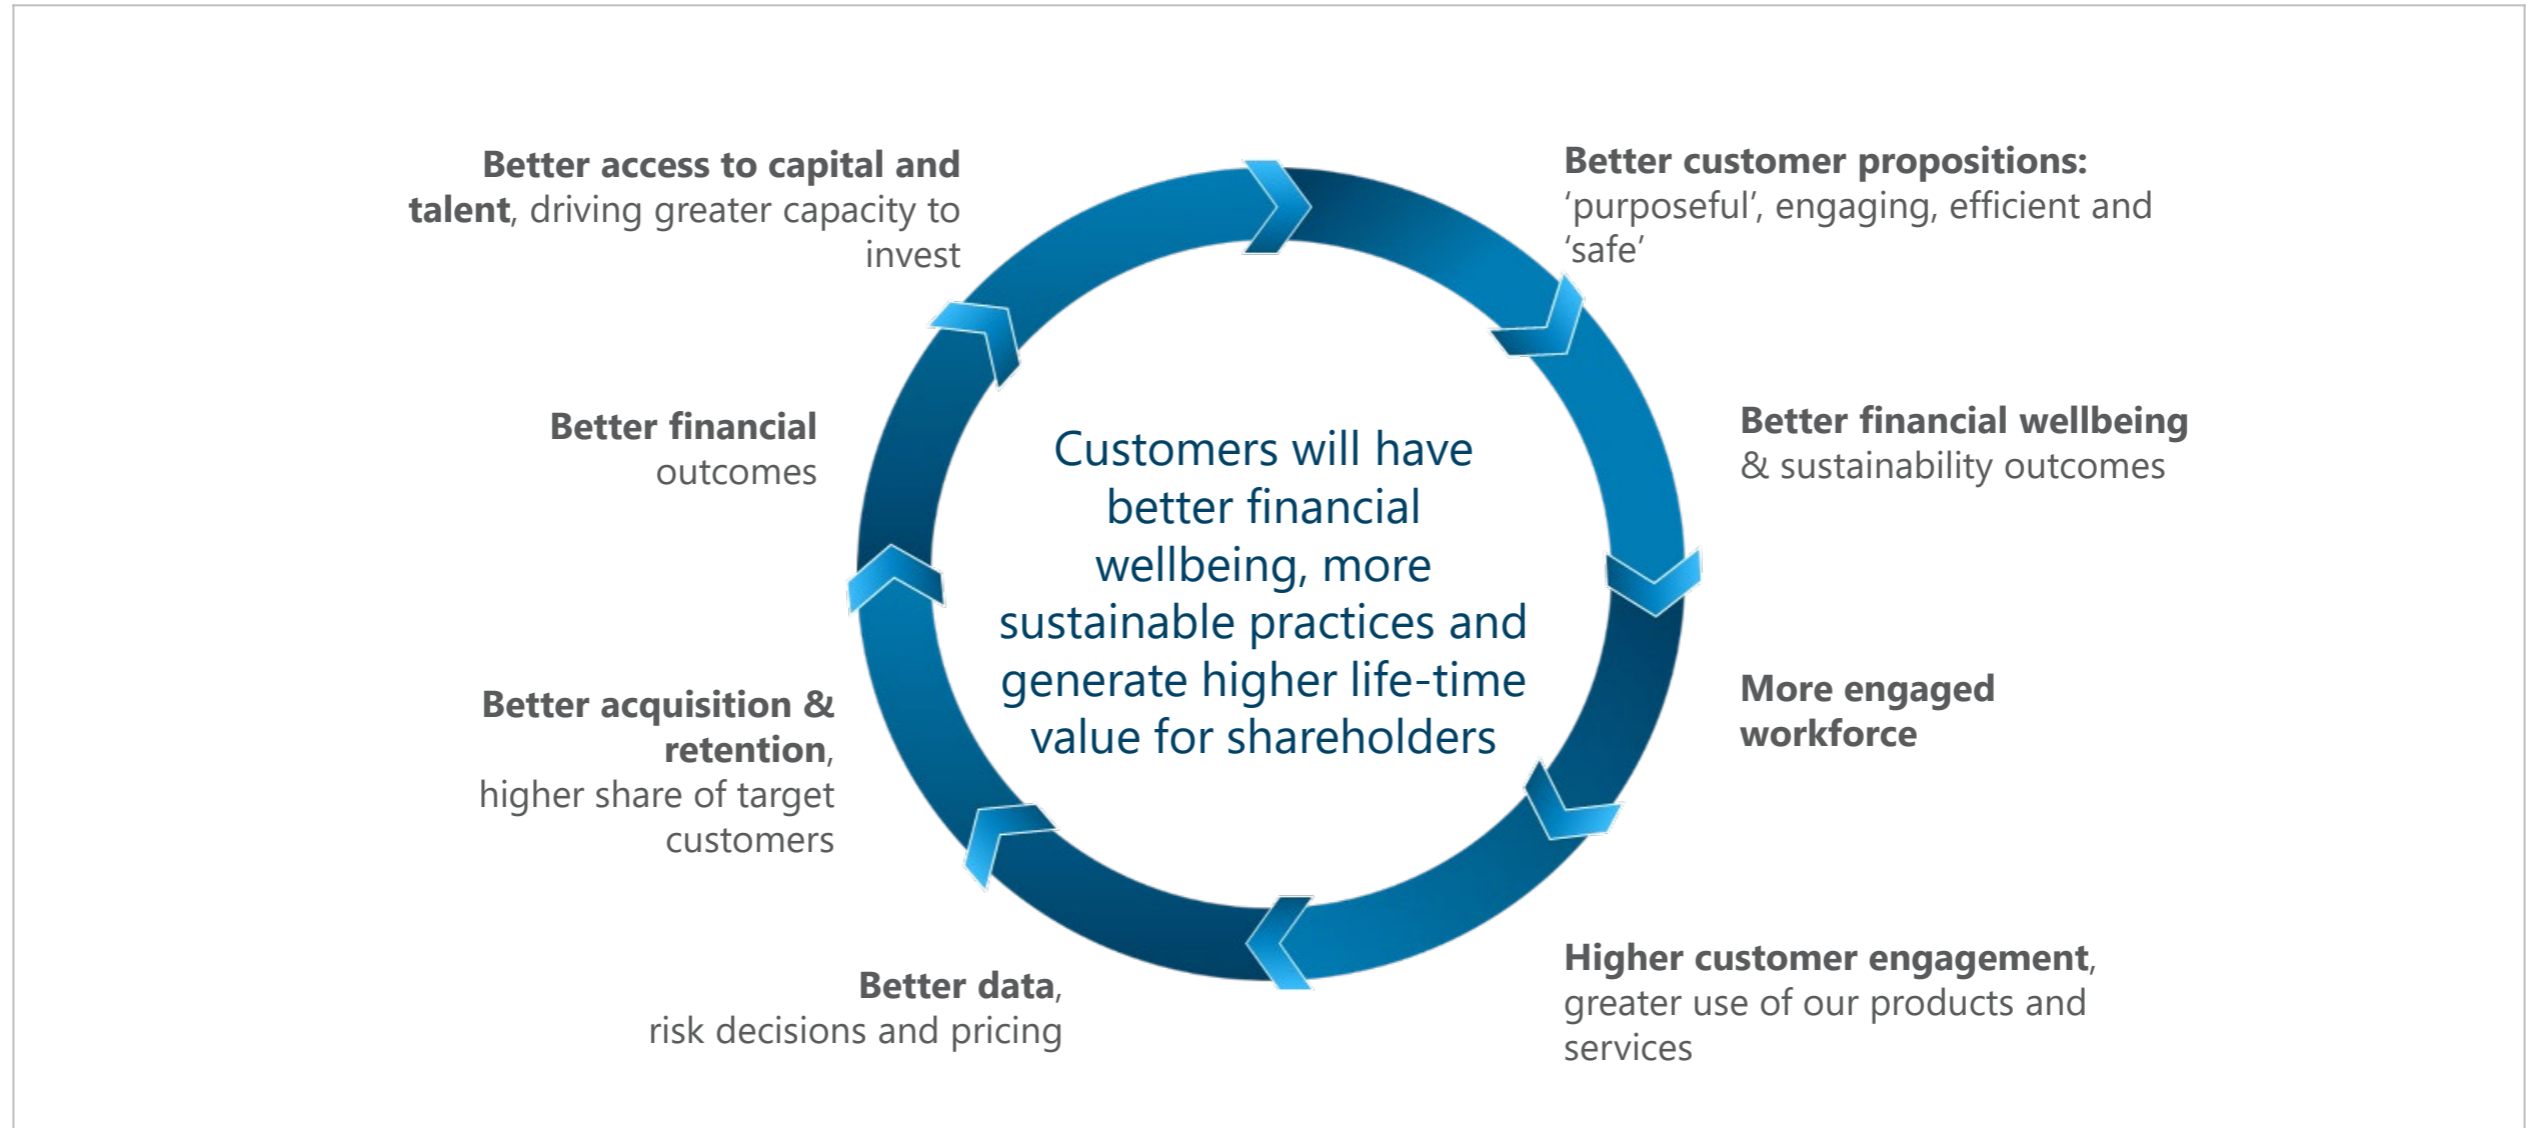 Better access to capital and
talent, driving greater capacity to
invest
Better customer propositions:
‘purposeful’, engaging, efficient and
‘safe’
Better financial wellbeing
& sustainability outcomes
More engaged
workforce
Higher customer engagement,
greater use of our products and
services
Better data,
risk decisions and pricing
Better acquisition &
retention,
higher share of target
customers
Better financial
outcomes
Customers will have
better financial
wellbeing, more
sustainable practices and
generate higher life-time
value for shareholders